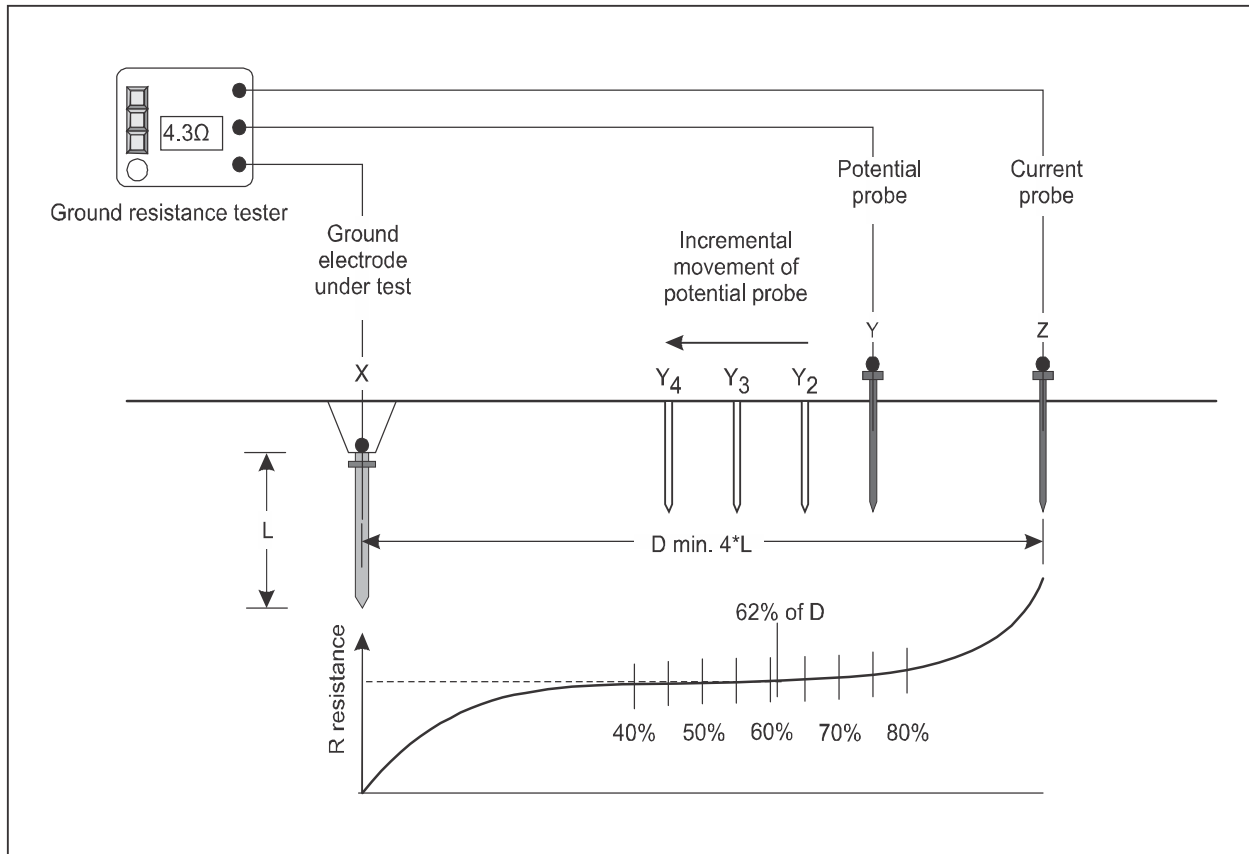 4.3Ω
Ground resistance tester
Ground
electrode
under test
X
Incremental
movement of
potential probe
Potential
probe
Current
probe
Y
Z
Y4
Y3
Y2
L
D min. 4*L
62% of D
R resistance
40%
50%
60%
70%
80%